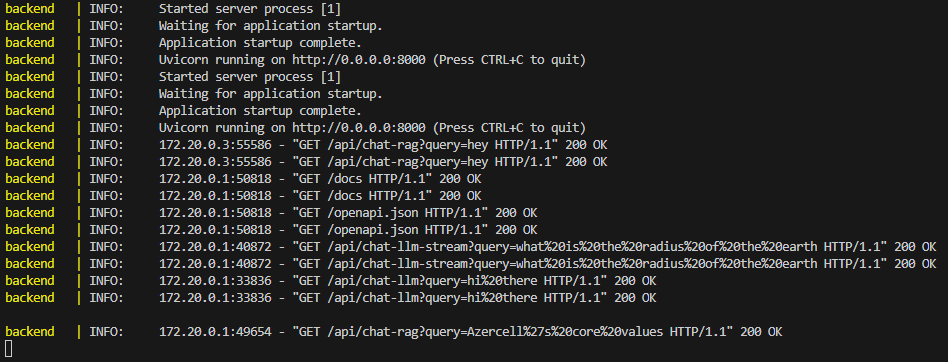 backend | INFO: Started server process [1]
backend | INFO: Waiting for application startup.
backend | INFO: Application startup complete.
backend | INFO: Uvicorn running on http://0.0.0.0:8000 (Press CTRL+C to quit)
backend | INFO: Started server process [1]
backend | INFO: Waiting for application startup.
backend | INFO: Application startup complete.
backend | INFO: Uvicorn running on http://0.0.0.0:8000 (Press CTRL+C to quit)
backend | INFO: 172.20.0.3:55586 - "GET /api/chat-rag?query=hey HTTP/1.1" 200 OK
backend | INFO: 172.20.0.3:55586 - "GET /api/chat-rag?query=hey HTTP/1.1" 200 OK
backend | INFO: 172.20.0.1:50818 - "GET /docs HTTP/1.1" 200 OK
backend | INFO: 172.20.0.1:50818 - "GET /docs HTTP/1.1" 200 OK
backend | INFO: 172.20.0.1:50818 - "GET /openapi.json HTTP/1.1" 200 OK
backend | INFO: 172.20.0.1:50818 - "GET /openapi.json HTTP/1.1" 200 OK
backend | INFO: 172.20.0.1:40872 - "GET /api/chat-llm-stream?query=what%20is%20the%20radius%20of%20the%20earth HTTP/1.1" 200 OK
backend | INFO: 172.20.0.1:40872 - "GET /api/chat-llm-stream?query=what%20is%20the%20radius%20of%20the%20earth HTTP/1.1" 200 OK
backend | INFO: 172.20.0.1:33836 - "GET /api/chat-llm?query=hi%20there HTTP/1.1" 200 OK
backend | INFO: 172.20.0.1:33836 - "GET /api/chat-llm?query=hi%20there HTTP/1.1" 200 OK
backend | INFO: 172.20.0.1:49654 - "GET /api/chat-rag?query=Azercell%27s%20core%20values HTTP/1.1" 200 OK